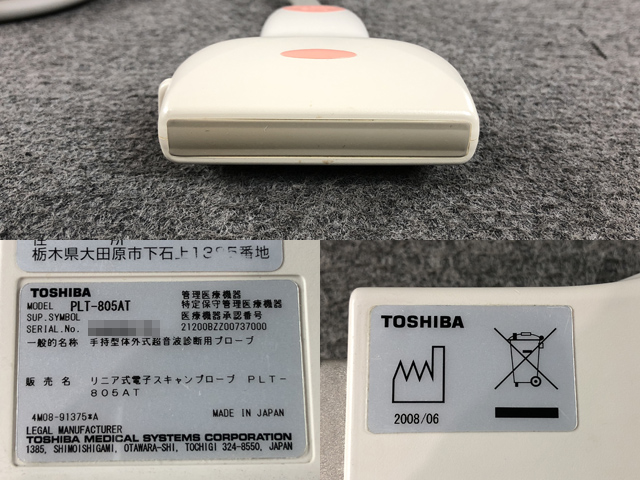 住 所
栃木県大田原市下石上1385番地
TOSHIBA
管理医療機器
MODEL PLT-805AT
特定保守管理医療機器
SUP.SYMBOL
医療機器承認番号
SERIAL.No.
21200BZZ00737000
一般的名称 手持型体外式超音波診断用プローブ
販 売 名 リニア式電子スキャンプローブ PLT-
805AT
4M08-91375*A
MADE IN JAPAN
LEGAL MANUFACTURER
TOSHIBA MEDICAL SYSTEMS CORPORATION
1385, SHIMOISHIGAMI, OTAWARA-SHI, TOCHIGI 324-8550, JAPAN
TOSHIBA
2008/06